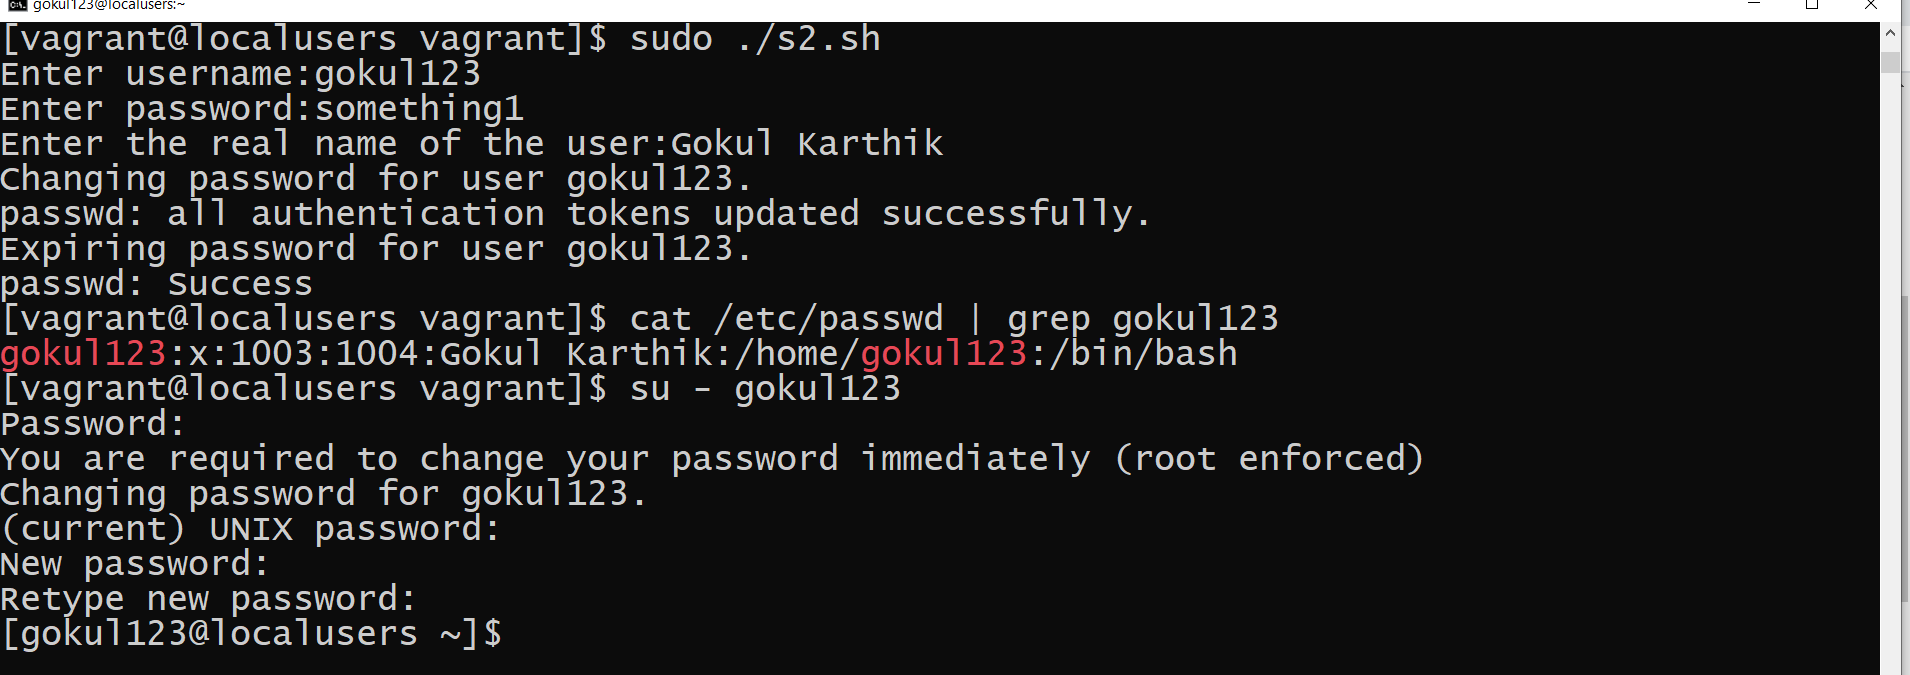 gokul123@localusers:~
[vagrant@localusers vagrant]$ sudo ./s2.sh
Enter username:gokul123
Enter password:something1
Enter the real name of the user:Gokul Karthik
Changing password for user gokul123.
passwd: all authentication tokens updated successfully.
Expiring password for user gokul123.
passwd: Success
[vagrant@localusers vagrant]$ cat /etc/passwd | grep gokul123
gokul123:x:1003:1004:Gokul Karthik:/home/gokul123:/bin/bash
[vagrant@localusers vagrant]$ su - gokul123
Password:
You are required to change your password immediately (root enforced)
Changing password for gokul123.
(current) UNIX password:
New password:
Retype new password:
[gokul123@localusers ~]$